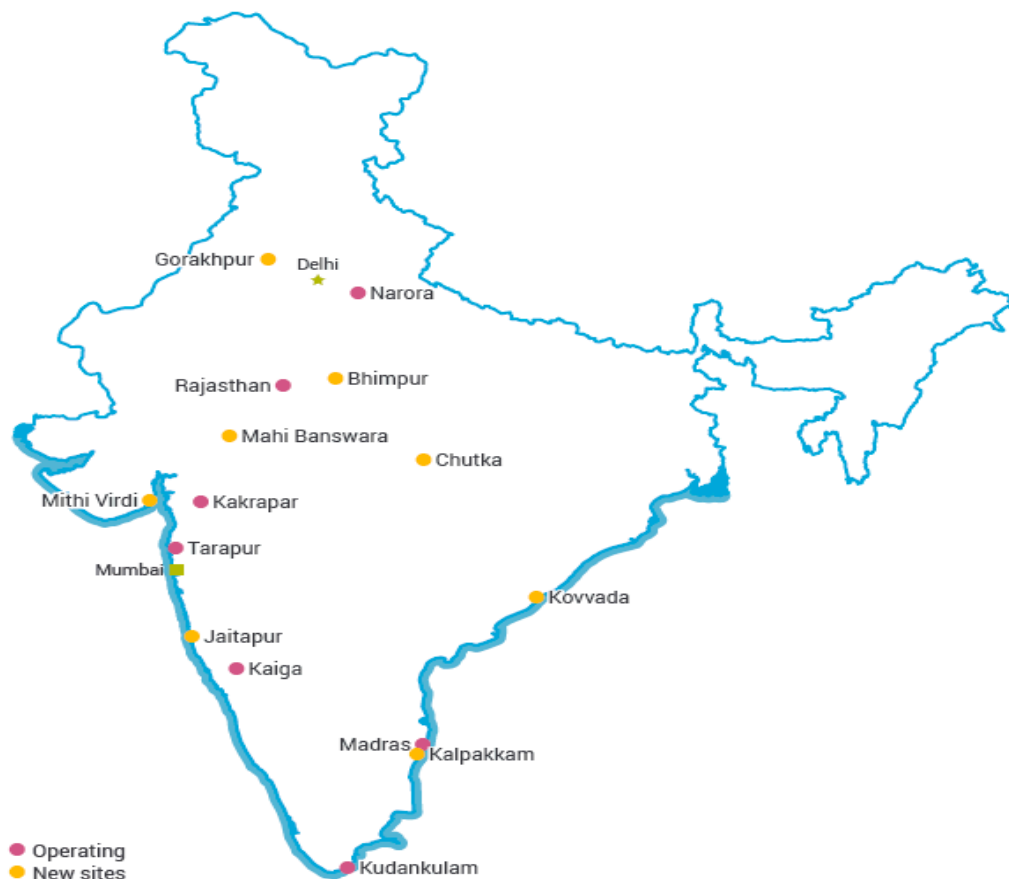 Gorakhpur
Delhi
Narora
Bhimpur
Rajasthan
Mahi Banswara
Chutka
Mithi Virdi
Kakrapar
Tarapur
Mumbai
Kovvada
Jaitapur
Kaiga
Madras
Kalpakkam
Operating
Kudankulam
New sites